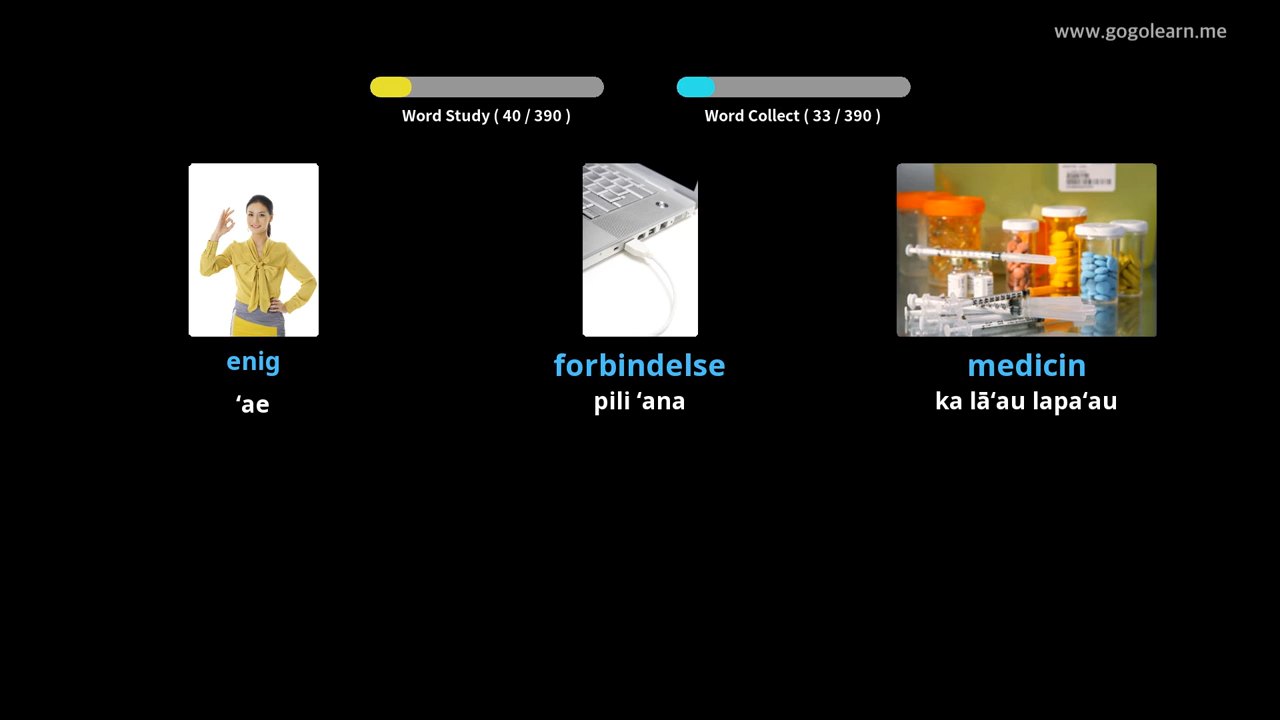 www.gogolearn.me
Word Study ( 40 / 390 )
Word Collect ( 33 / 390 )
enig
ʻae
forbindelse
pili ʻana
medicin
ka lāʻau lapaʻau